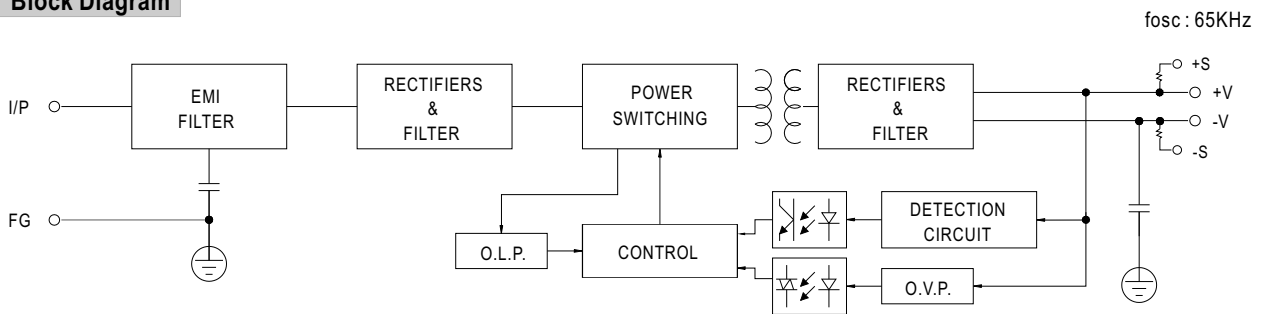 Block Diagram
fosc : 65KHz
I/P
EMI
FILTER
RECTIFIERS
&
FILTER
POWER
SWITCHING
RECTIFIERS
&
FILTER
+S
+V
-V
-S
FG
O.L.P.
CONTROL
DETECTION
CIRCUIT
O.V.P.